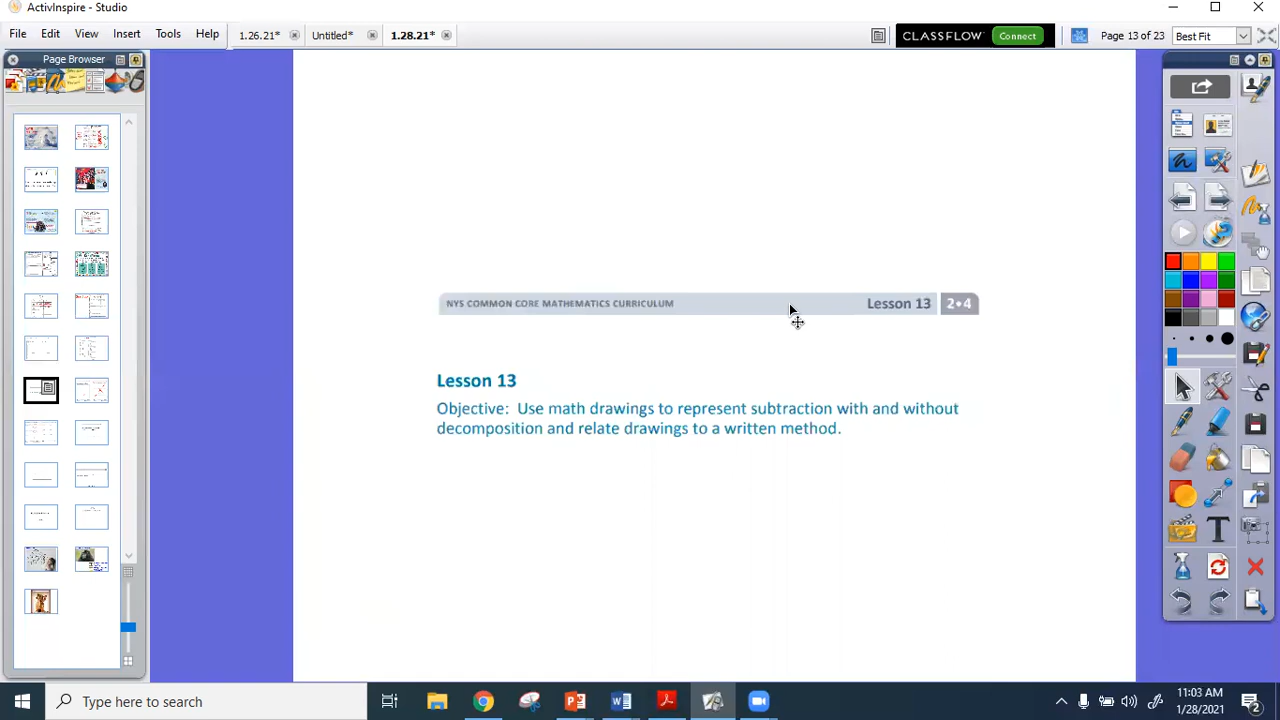 ActivInspire - Studio
File Edit View Insert Tools Help
1.26.21* Untitled* 1.28.21*
CLASSFLOW Connect
Page 13 of 23
Best Fit
Page Browser
NYS COMMON CORE MATHEMATICS CURRICULUM Lesson 13 2•4
Lesson 13
Objective: Use math drawings to represent subtraction with and without
decomposition and relate drawings to a written method.
Type here to search
11:03 AM
1/28/2021
2